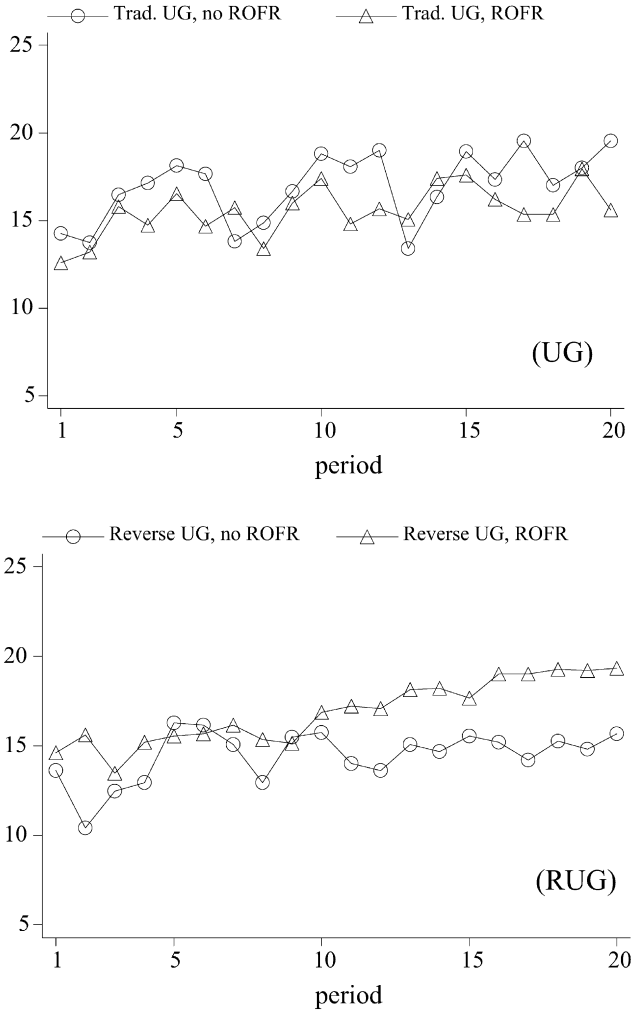 Trad. UG, no ROFR Trad. UG, ROFR
25
20
15
10
5
(UG)
1 5 10 15 20
period
Reverse UG, no ROFR Reverse UG, ROFR
25
20
15
10
5
(RUG)
1 5 10 15 20
period